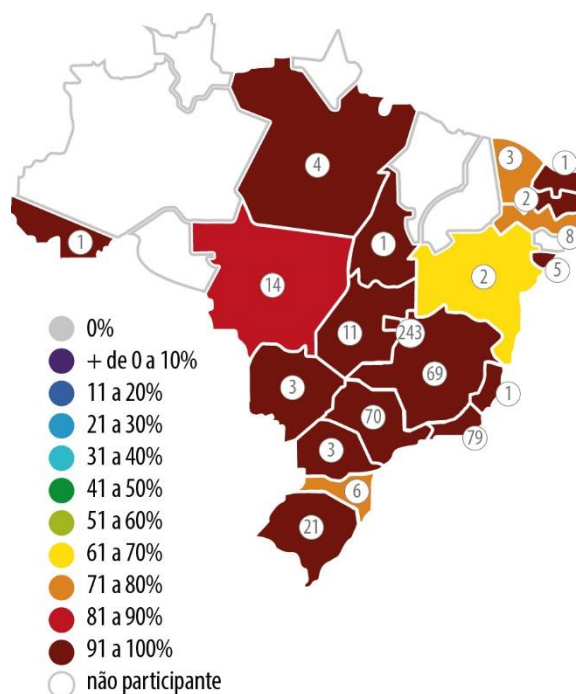 3
1
4
2
8
1
1
5
14
2
11
243
69
3
1
70
79
3
6
21
0%
+ de 0 a 10%
11 a 20%
21 a 30%
31 a 40%
41 a 50%
51 a 60%
61 a 70%
71 a 80%
81 a 90%
91 a 100%
não participante